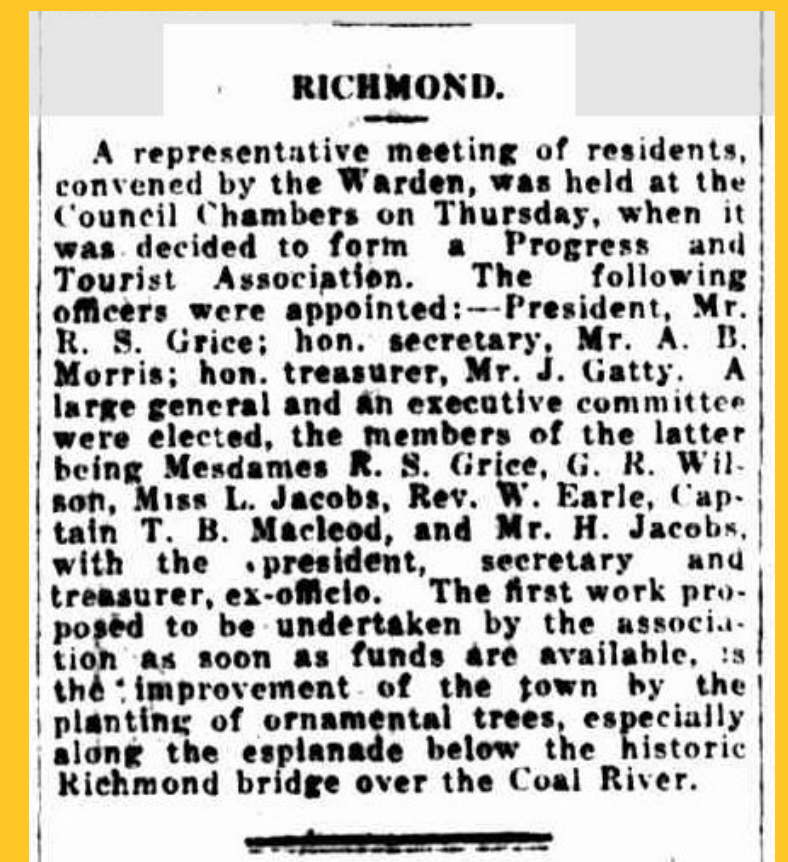 RICHMOND.
A representative meeting of residents,
convened by the Warden, was held at the
Council Chambers on Thursday, when it
was decided to form a Progress and
Tourist Association. The following
officers were appointed:—President, Mr.
R. S. Grice; hon. secretary, Mr. A. B.
Morris; hon. treasurer, Mr. J. Gatty. A
large general and an executive committee
were elected, the members of the latter
being Mesdames R. S. Grice, G. R. Wil-
son, Miss L. Jacobs, Rev. W. Earle, Cap-
tain T. B. Macleod, and Mr. H. Jacobs,
with the president, secretary and
treasurer, ex-officio. The first work pro-
posed to be undertaken by the associa-
tion as soon as funds are available, is
the improvement of the town by the
planting of ornamental trees, especially
along the esplanade below the historic
Richmond bridge over the Coal River.